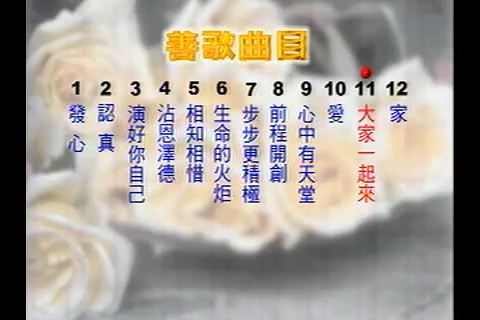 善歌曲目
1 2 3 4 5 6 7 8 9 10 11 12
發心
認真
演好你自己
沾恩澤德
相知相惜
生命的火炬
步步更積極
前程開創
心中有天堂
愛
大家一起來
家